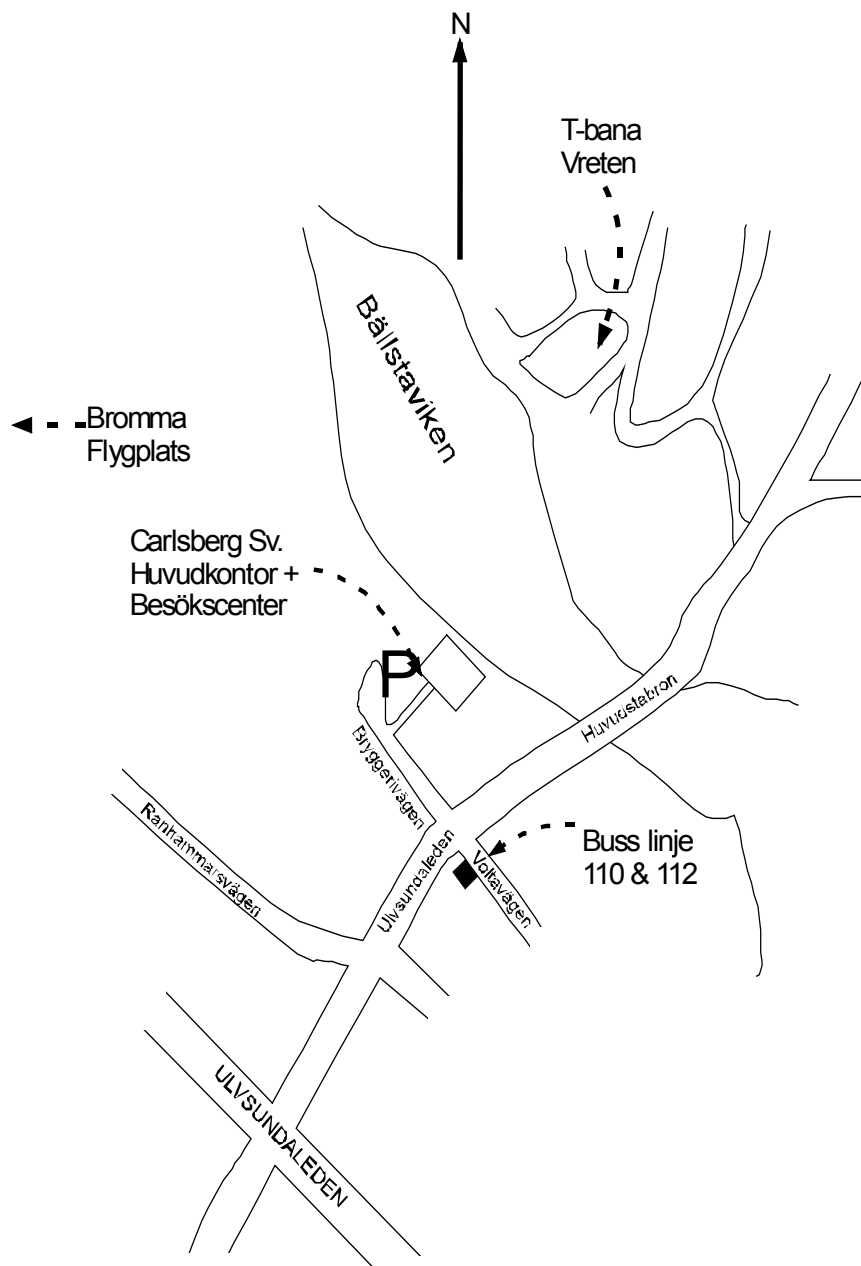 N
T-bana
Vreten
Bällstaviken
Bromma
Flygplats
Carlsberg Sv.
Huvudkontor +
Besökscenter
P
Huvudstabron
Bryggerivägen
Ranhammarsvägen
Ulvsundaleden
Voltavägen
Buss linje
110 & 112
ULVSUNDALEDEN